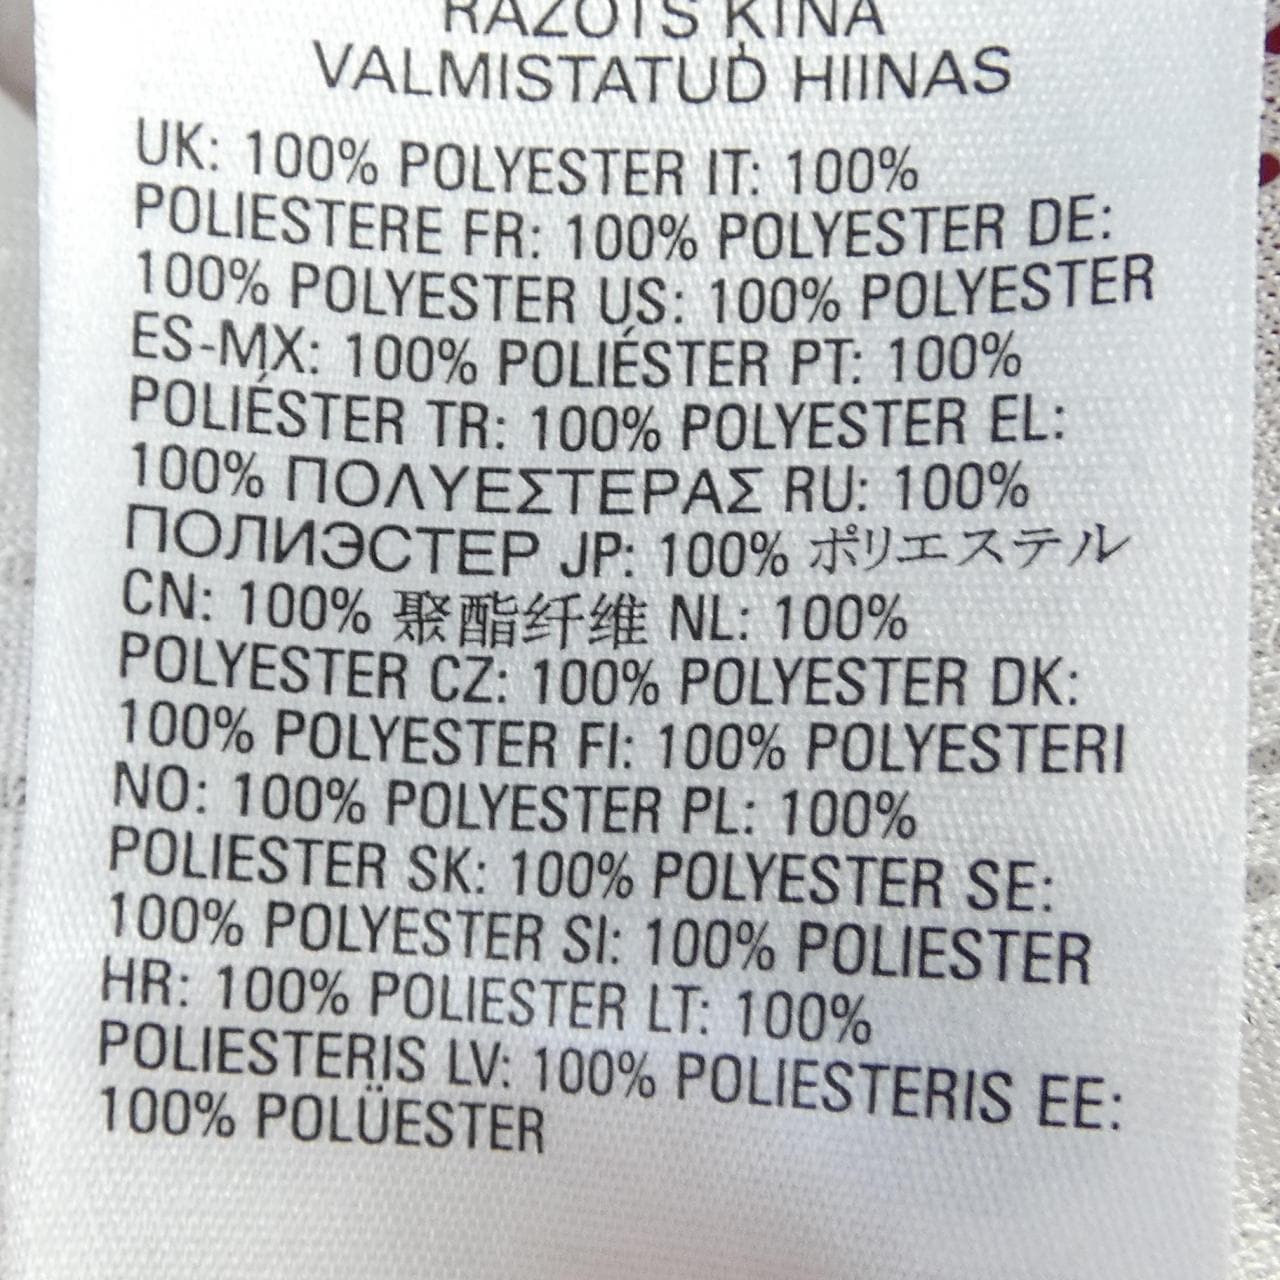 RAŽOTS ĶĪNĀ
VALMISTATUD HIINAS
UK: 100% POLYESTER IT: 100%
POLIESTERE FR: 100% POLYESTER DE:
100% POLYESTER US: 100% POLYESTER
ES-MX: 100% POLIÉSTER PT: 100%
POLIÉSTER TR: 100% POLYESTER EL:
100% ΠΟΛΥΕΣΤΕΡΑΣ RU: 100%
ПОЛИЭСТЕР JP: 100% ポリエステル
CN: 100% 聚酯纤维 NL: 100%
POLYESTER CZ: 100% POLYESTER DK:
100% POLYESTER FI: 100% POLYESTERI
NO: 100% POLYESTER PL: 100%
POLIESTER SK: 100% POLYESTER SE:
100% POLYESTER SI: 100% POLIESTER
HR: 100% POLIESTER LT: 100%
POLIESTERIS LV: 100% POLIESTERIS EE:
100% POLÜESTER